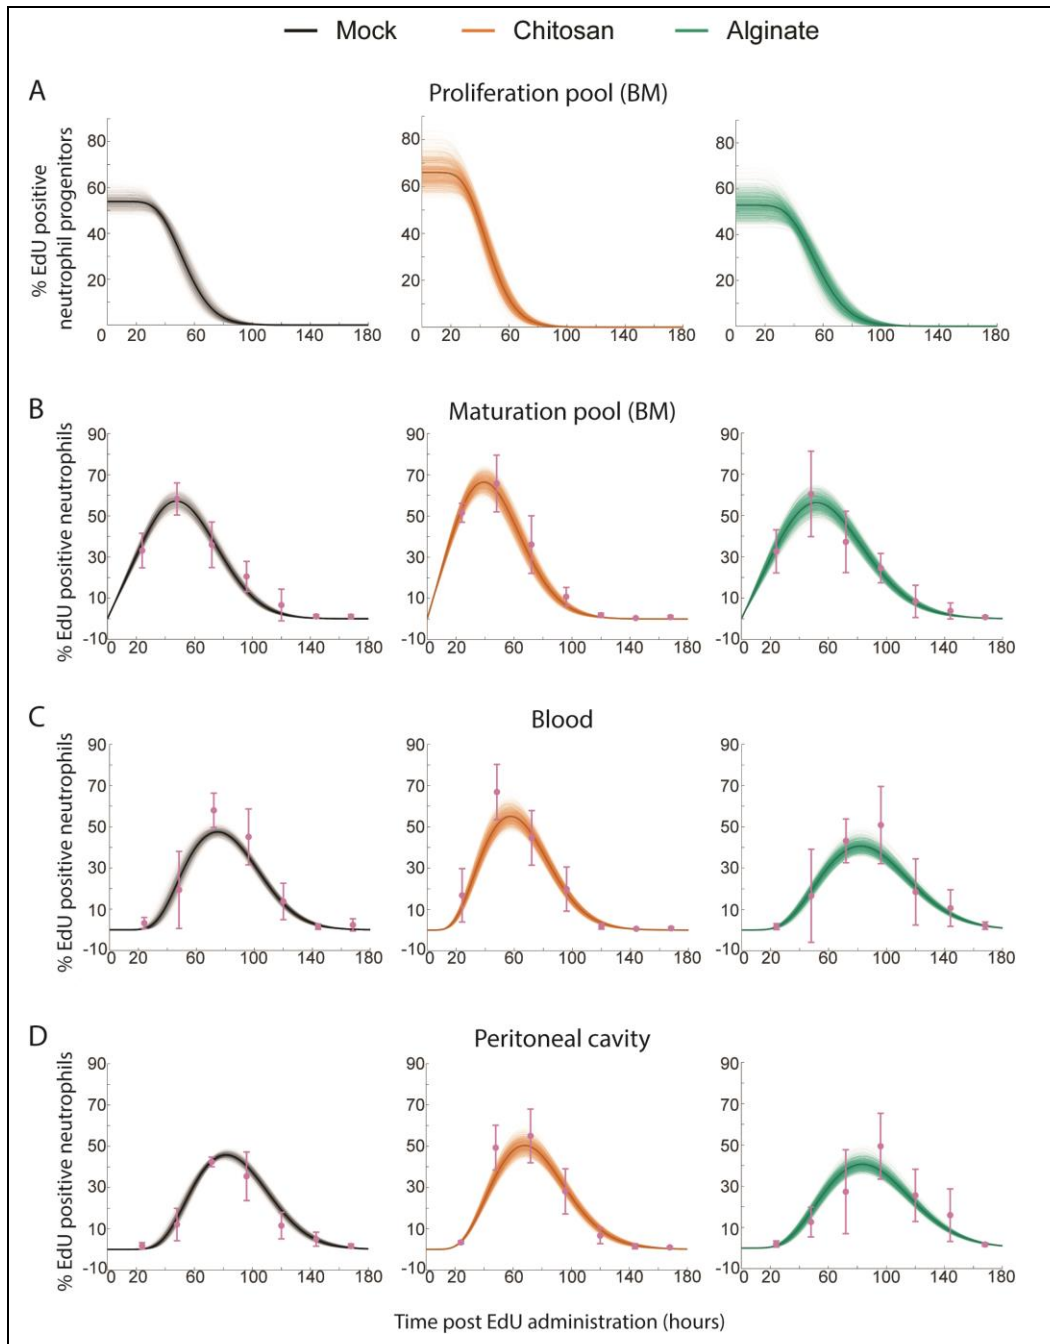 Mock Chitosan Alginate
A
Proliferation pool (BM)
% EdU positive
neutrophil progenitors
80
60
40
20
0 20 60 100 140 180
80
60
40
20
0 20 60 100 140 180
80
60
40
20
0 20 60 100 140 180
B
Maturation pool (BM)
% EdU positive neutrophils
90
70
50
30
10
-10
0 20 60 100 140 180
90
70
50
30
10
-10
0 20 60 100 140 180
90
70
50
30
10
-10
0 20 60 100 140 180
C
Blood
% EdU positive neutrophils
90
70
50
30
10
-10
0 20 60 100 140 180
90
70
50
30
10
-10
0 20 60 100 140 180
90
70
50
30
10
-10
0 20 60 100 140 180
D
Peritoneal cavity
% EdU positive neutrophils
90
70
50
30
10
-10
0 20 60 100 140 180
90
70
50
30
10
-10
0 20 60 100 140 180
90
70
50
30
10
-10
0 20 60 100 140 180
Time post EdU administration (hours)